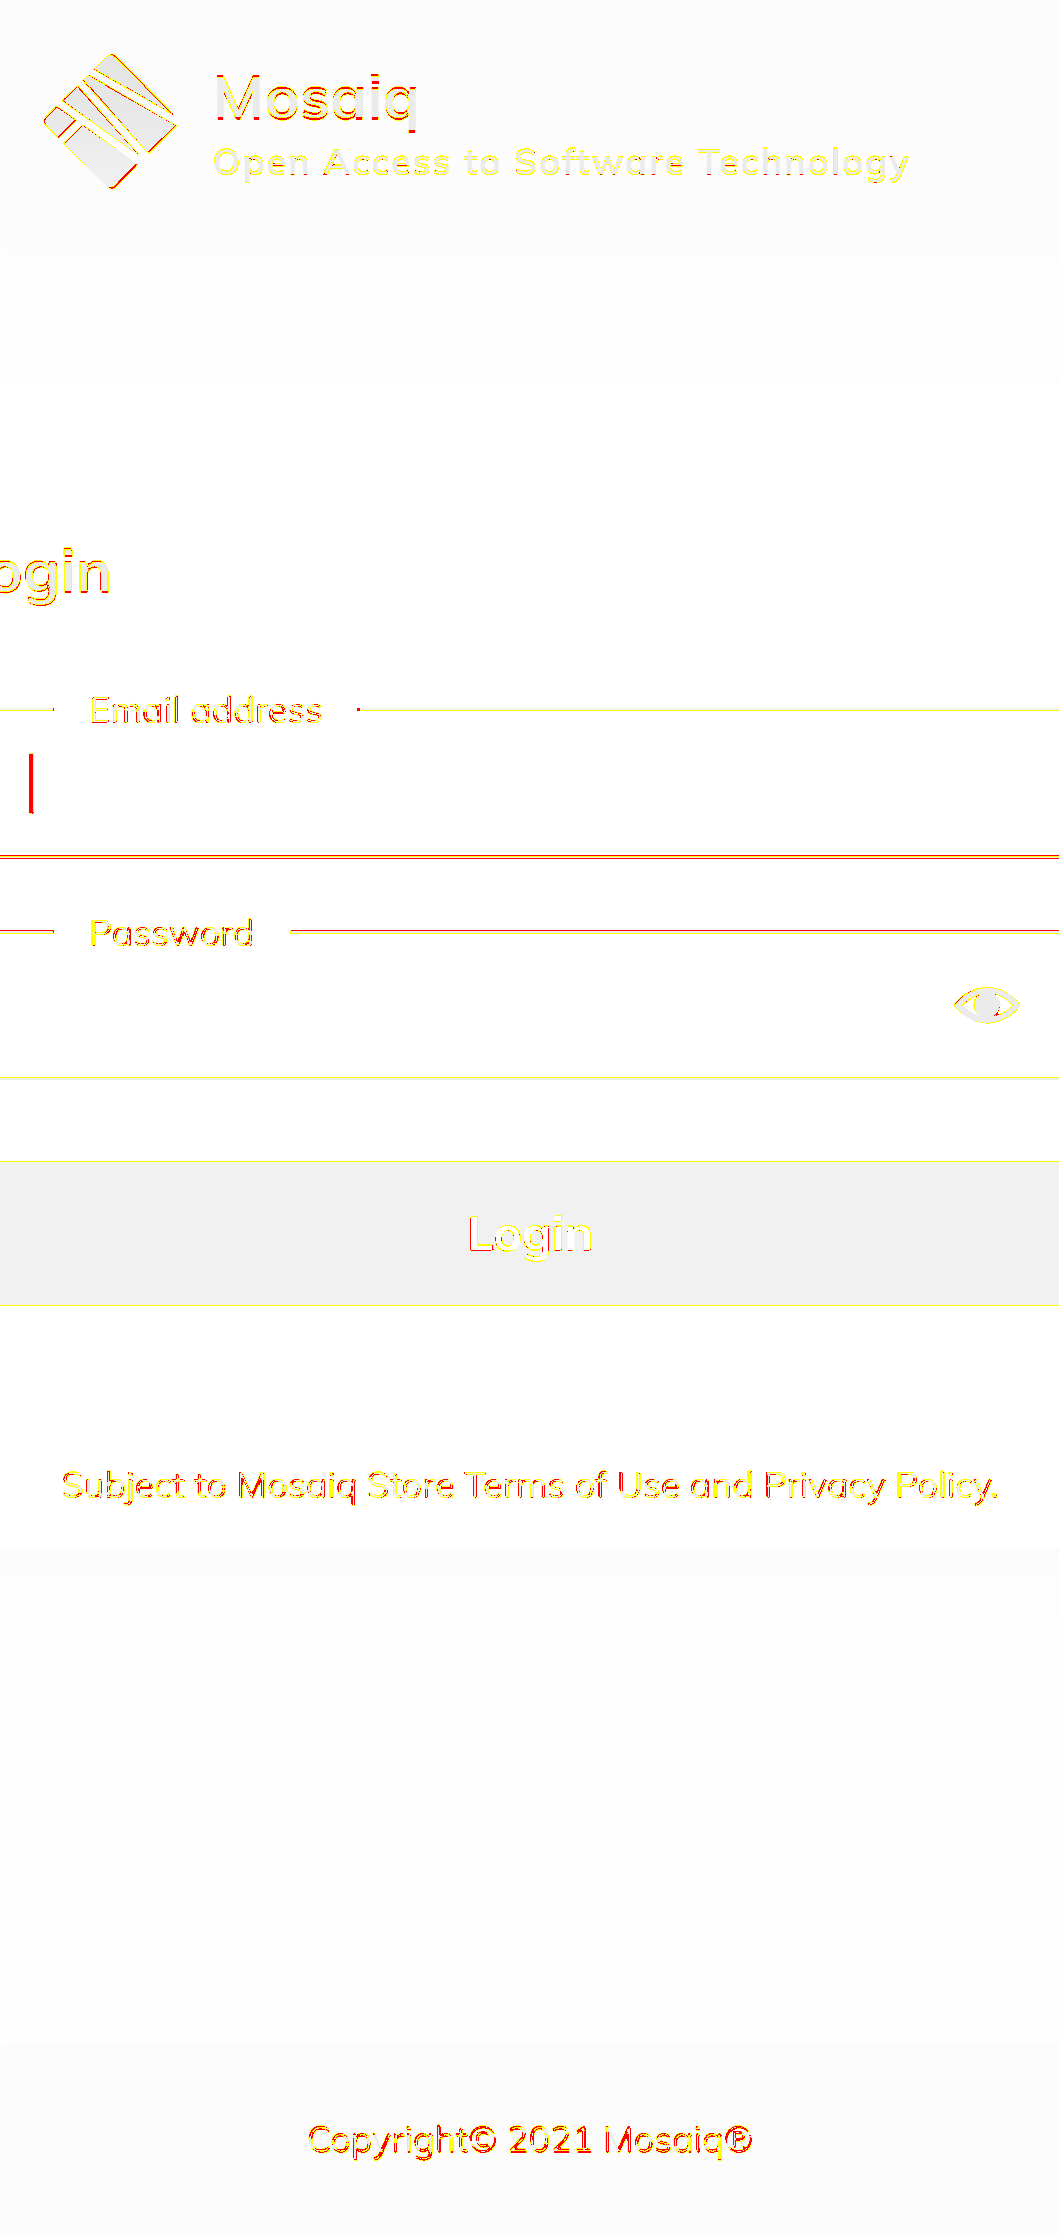 Mosaiq
Open Access to Software Technology
ogin
Email address
Password
Login
Subject to Mosaiq Store Terms of Use and Privacy Policy.
Copyright© 2021 Mosaiq®